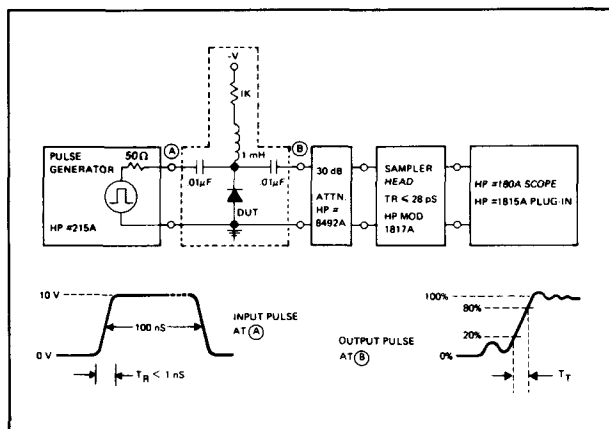 -V
1K
1 mH
PULSE
GENERATOR
50Ω
HP =215A
A
.01μF
.01μF
DUT
B
30 dB
ATTN.
HP =
8492A
SAMPLER
HEAD
TR ≤ 28 pS
HP MOD
1817A
HP =180A SCOPE
HP =1815A PLUG-IN
10 V
0 V
100 nS
TR < 1 nS
INPUT PULSE
AT A
OUTPUT PULSE
AT B
100%
80%
20%
0%
TT